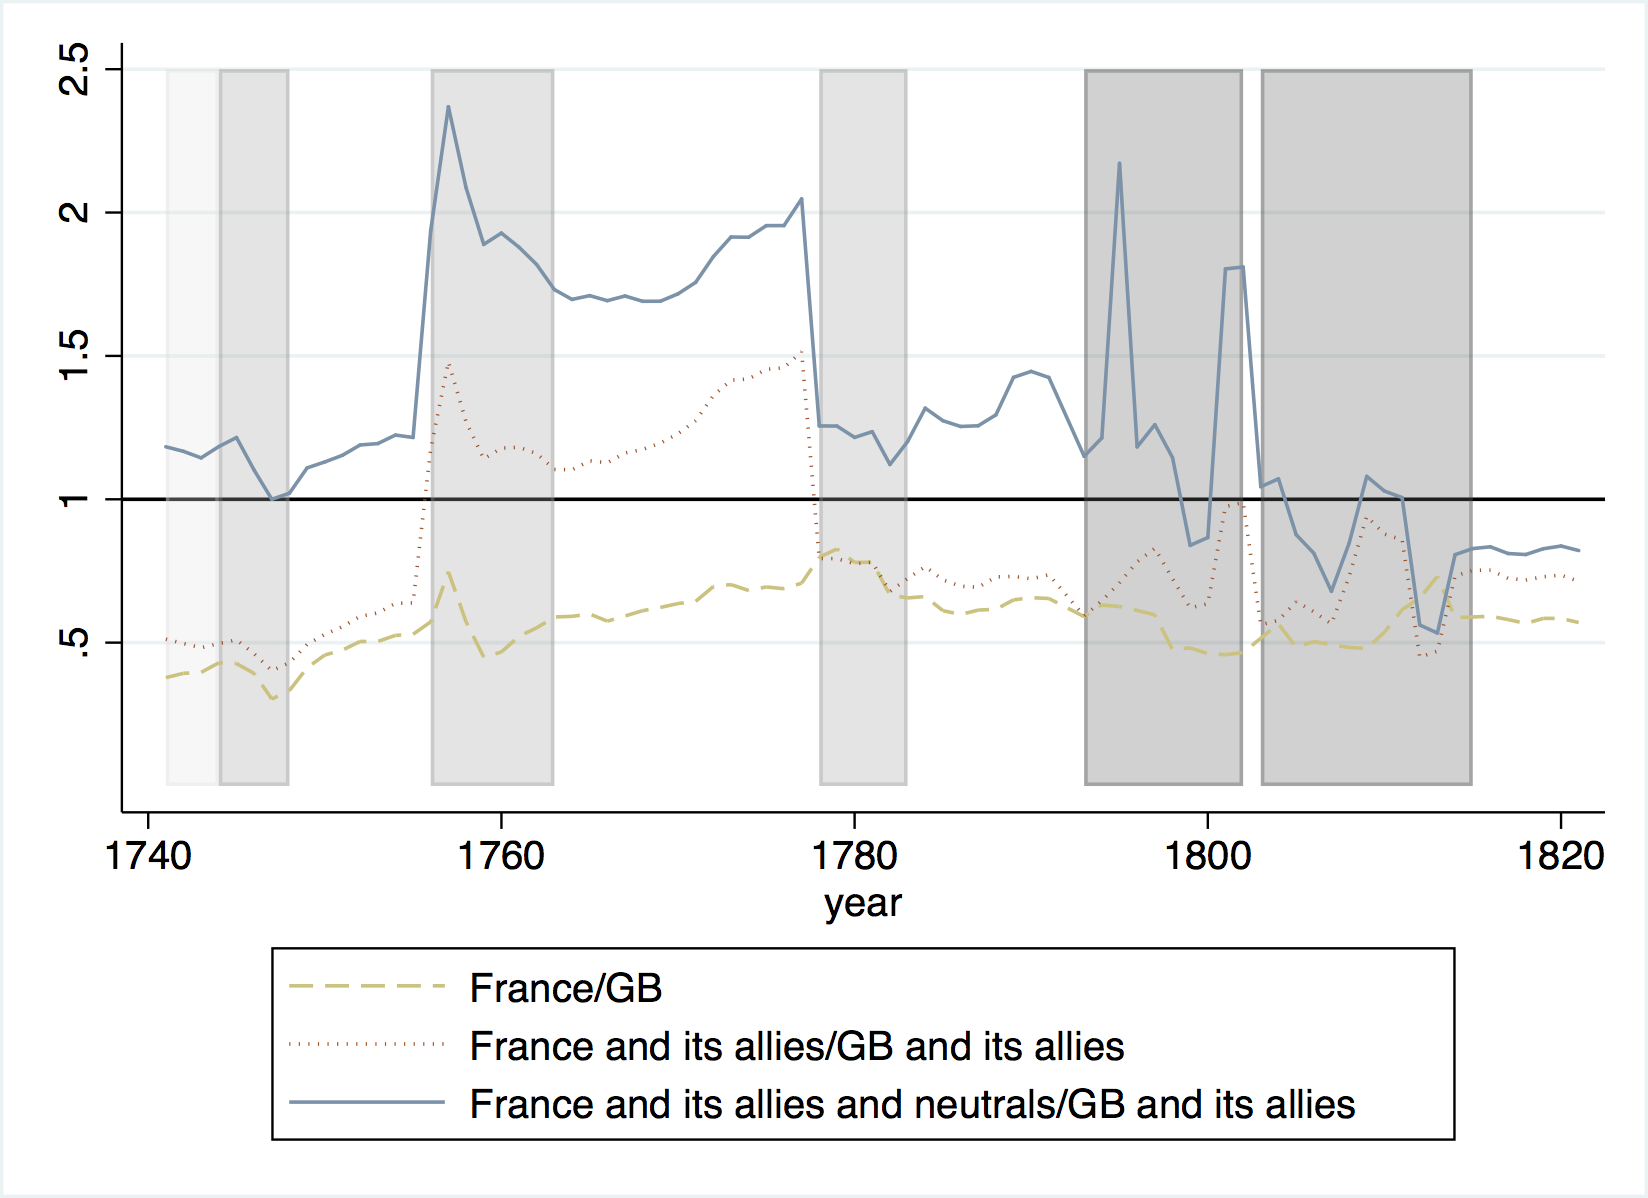 2.5
2
1.5
1
.5
1740 1760 1780 1800 1820
year
France/GB
France and its allies/GB and its allies
France and its allies and neutrals/GB and its allies